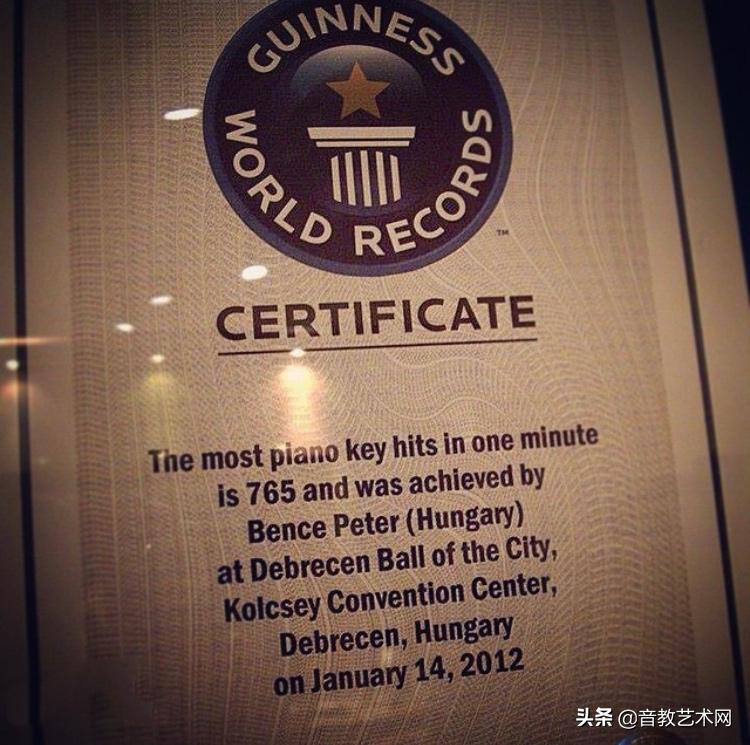 GUINNESS
WORLD RECORDS
TM
CERTIFICATE
The most piano key hits in one minute
is 765 and was achieved by
Bence Peter (Hungary)
at Debrecen Ball of the City,
Kolcsey Convention Center,
Debrecen, Hungary
on January 14, 2012
头条 @音教艺术网